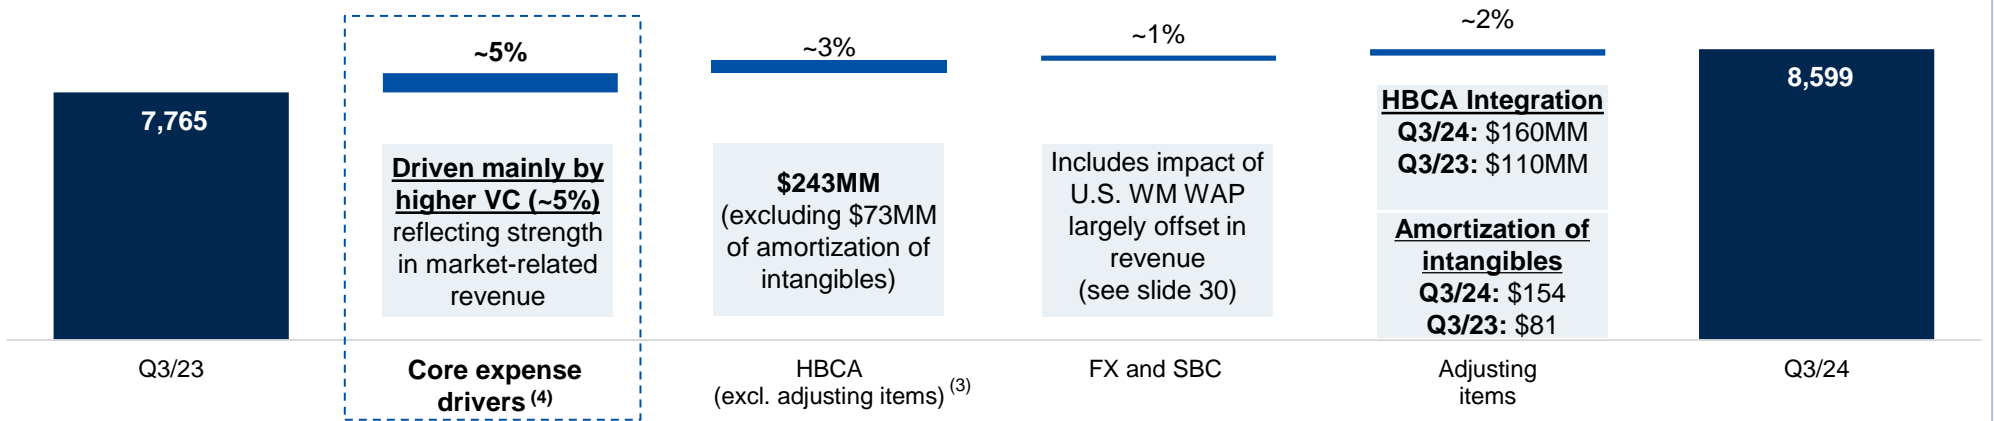 7,765
~5%
Driven mainly by
higher VC (~5%)
reflecting strength
in market-related
revenue
~3%
$243MM
(excluding $73MM
of amortization of
intangibles)
~1%
Includes impact of
U.S. WM WAP
largely offset in
revenue
(see slide 30)
~2%
HBCA Integration
Q3/24: $160MM
Q3/23: $110MM
Amortization of
intangibles
Q3/24: $154
Q3/23: $81
8,599
Q3/23
Core expense
drivers (4)
HBCA
(excl. adjusting items) (3)
FX and SBC
Adjusting
items
Q3/24